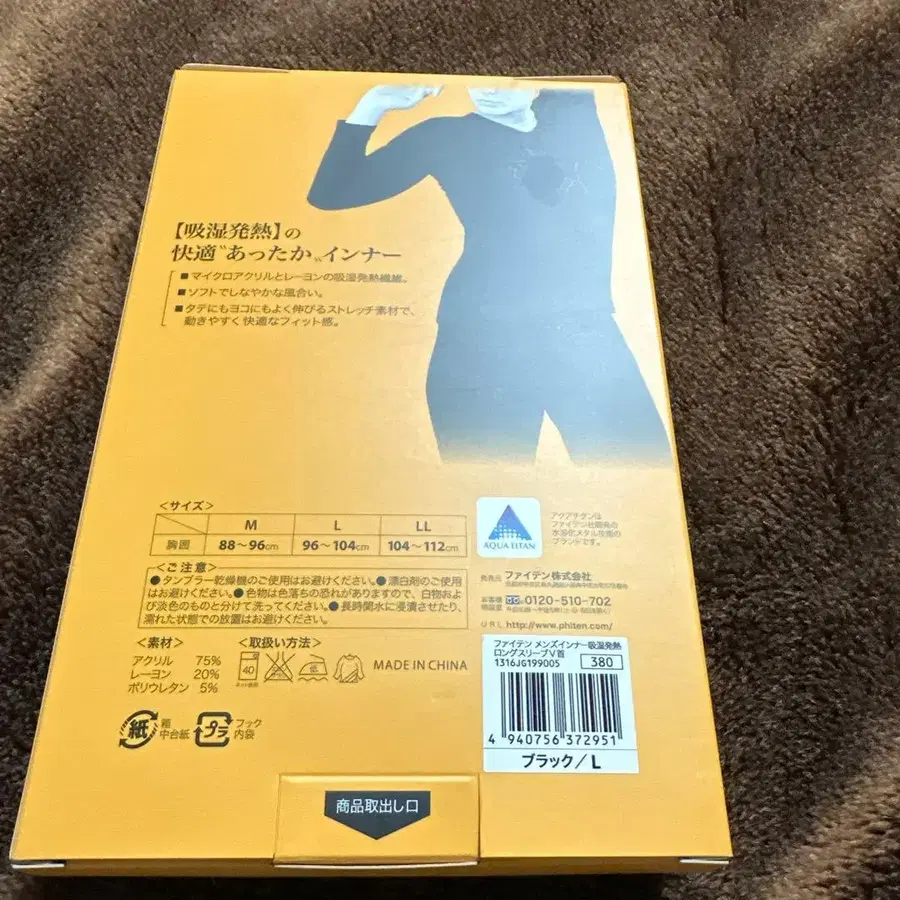 【吸湿発熱】の
快適〝あったか〟インナー
■マイクロアクリルとレーヨンの吸湿発熱繊維。
■ソフトでしなやかな風合い。
■タテにもヨコにもよく伸びるストレッチ素材で、
動きやすく快適なフィット感。
<サイズ>
M L LL
胸囲 88～96cm 96～104cm 104～112cm
AQUA TITAN
アクアチタンは
ファイテン社開発の
水溶化メタル技術の
ブランドです。
<ご注意>
●タンブラー乾燥機のご使用はお避けください。●漂白剤のご使用
はお避けください。●色物は色落ちの恐れがありますので、白物およ
び淡色のものと分けて洗ってください。●長時間水に浸漬させたり、
濡れた状態での放置はお避けください。
発売元 ファイテン株式会社
お客様
相談室 0120-510-702
URL http://www.phiten.com/
<素材>
アクリル 75%
レーヨン 20%
ポリウレタン 5%
<取扱い方法>
40
ネット使用
低
MADE IN CHINA
紙 箱
中台紙
プラ フック
内袋
ファイテン メンズインナー吸湿発熱
ロングスリーブV首
1316JG199005 380
4 940756 372951
ブラック/L
商品取出し口